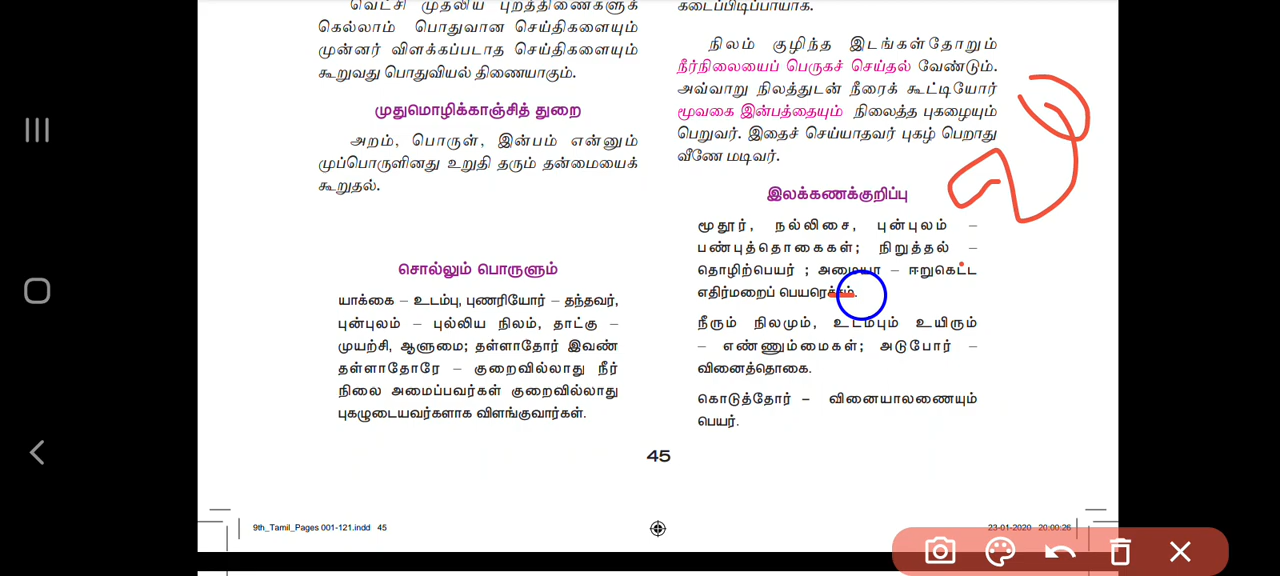 வெட்சி முதலிய புறத்திணைகளுக்
கெல்லாம் பொதுவான செய்திகளையும்
முன்னர் விளக்கப்படாத செய்திகளையும்
கூறுவது பொதுவியல் திணையாகும்.
முதுமொழிக்காஞ்சித் துறை
அறம், பொருள், இன்பம் என்னும்
முப்பொருளினது உறுதி தரும் தன்மையைக்
கூறுதல்.
சொல்லும் பொருளும்
யாக்கை – உடம்பு, புணரியோர் – தந்தவர்,
புன்புலம் – புல்லிய நிலம், தாட்கு –
முயற்சி, ஆளுமை; தள்ளாதோர் இவண்
தள்ளாதோரே – குறைவில்லாது நீர்
நிலை அமைப்பவர்கள் குறைவில்லாது
புகழுடையவர்களாக விளங்குவார்கள்.
கடைப்பிடிப்பாயாக.
நிலம் குழிந்த இடங்கள்தோறும்
நீர்நிலையைப் பெருகச் செய்தல் வேண்டும்.
அவ்வாறு நிலத்துடன் நீரைக் கூட்டியோர்
மூவகை இன்பத்தையும் நிலைத்த புகழையும்
பெறுவர். இதைச் செய்யாதவர் புகழ் பெறாது
வீணே மடிவர்.
இலக்கணக்குறிப்பு
மூதூர், நல்லிசை, புன்புலம் –
பண்புத்தொகைகள்; நிறுத்தல் –
தொழிற்பெயர் ; அமையா – ஈறுகெட்ட
எதிர்மறைப் பெயரெச்சம்.
நீரும் நிலமும், உடம்பும் உயிரும்
– எண்ணும்மைகள்; அடுபோர் –
வினைத்தொகை.
கொடுத்தோர் – வினையாலணையும்
பெயர்.
45
9th_Tamil_Pages 001-121.indd 45
23-01-2020 20:00:26